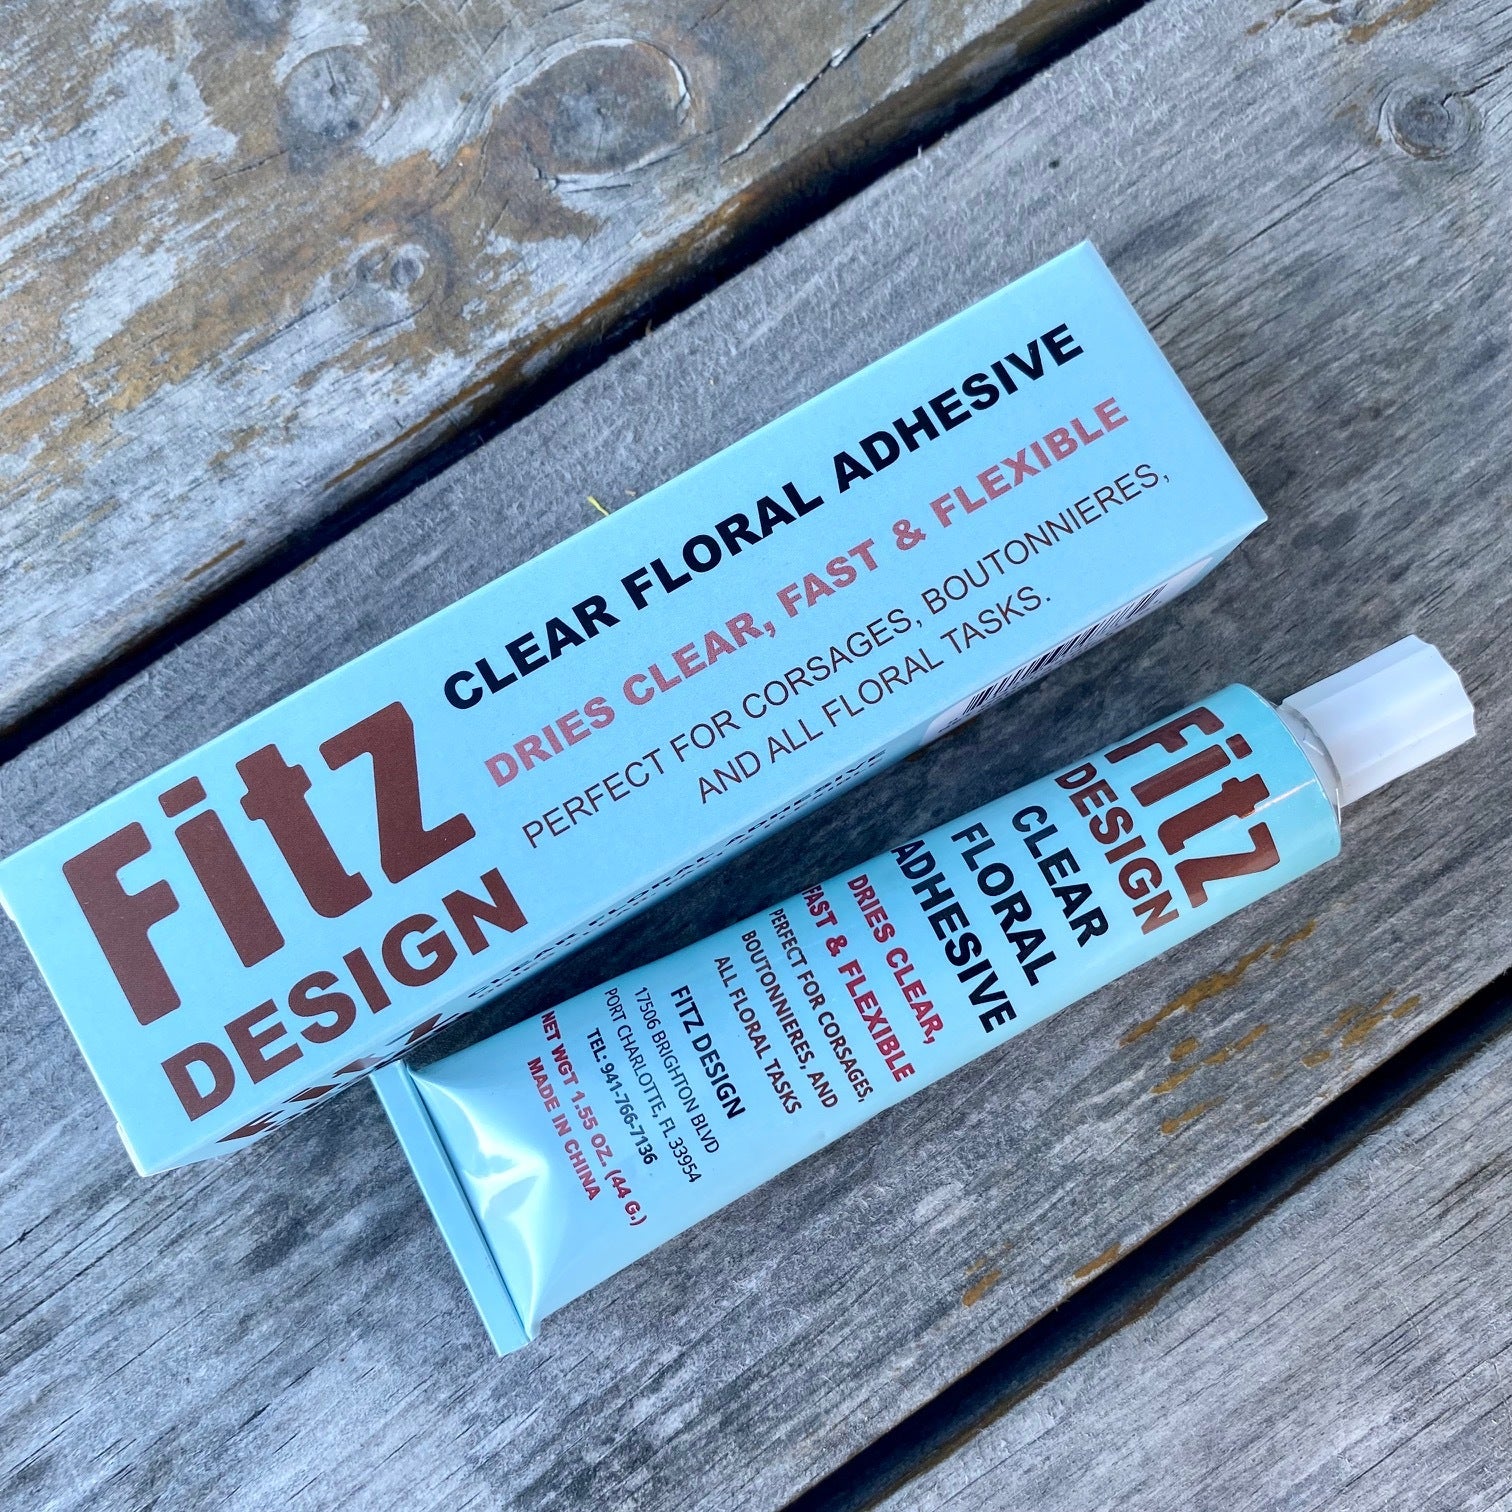 Fitz
DESIGN
CLEAR FLORAL ADHESIVE
DRIES CLEAR, FAST & FLEXIBLE
PERFECT FOR CORSAGES, BOUTONNIERES,
AND ALL FLORAL TASKS.
Fitz
DESIGN
CLEAR
FLORAL
ADHESIVE
DRIES CLEAR,
FAST & FLEXIBLE
PERFECT FOR CORSAGES,
BOUTONNIERES, AND
ALL FLORAL TASKS
FITZ DESIGN
17506 BRIGHTON BLVD
PORT CHARLOTTE, FL 33954
TEL: 941-766-7136
NET WGT 1.55 OZ. (44 G.)
MADE IN CHINA